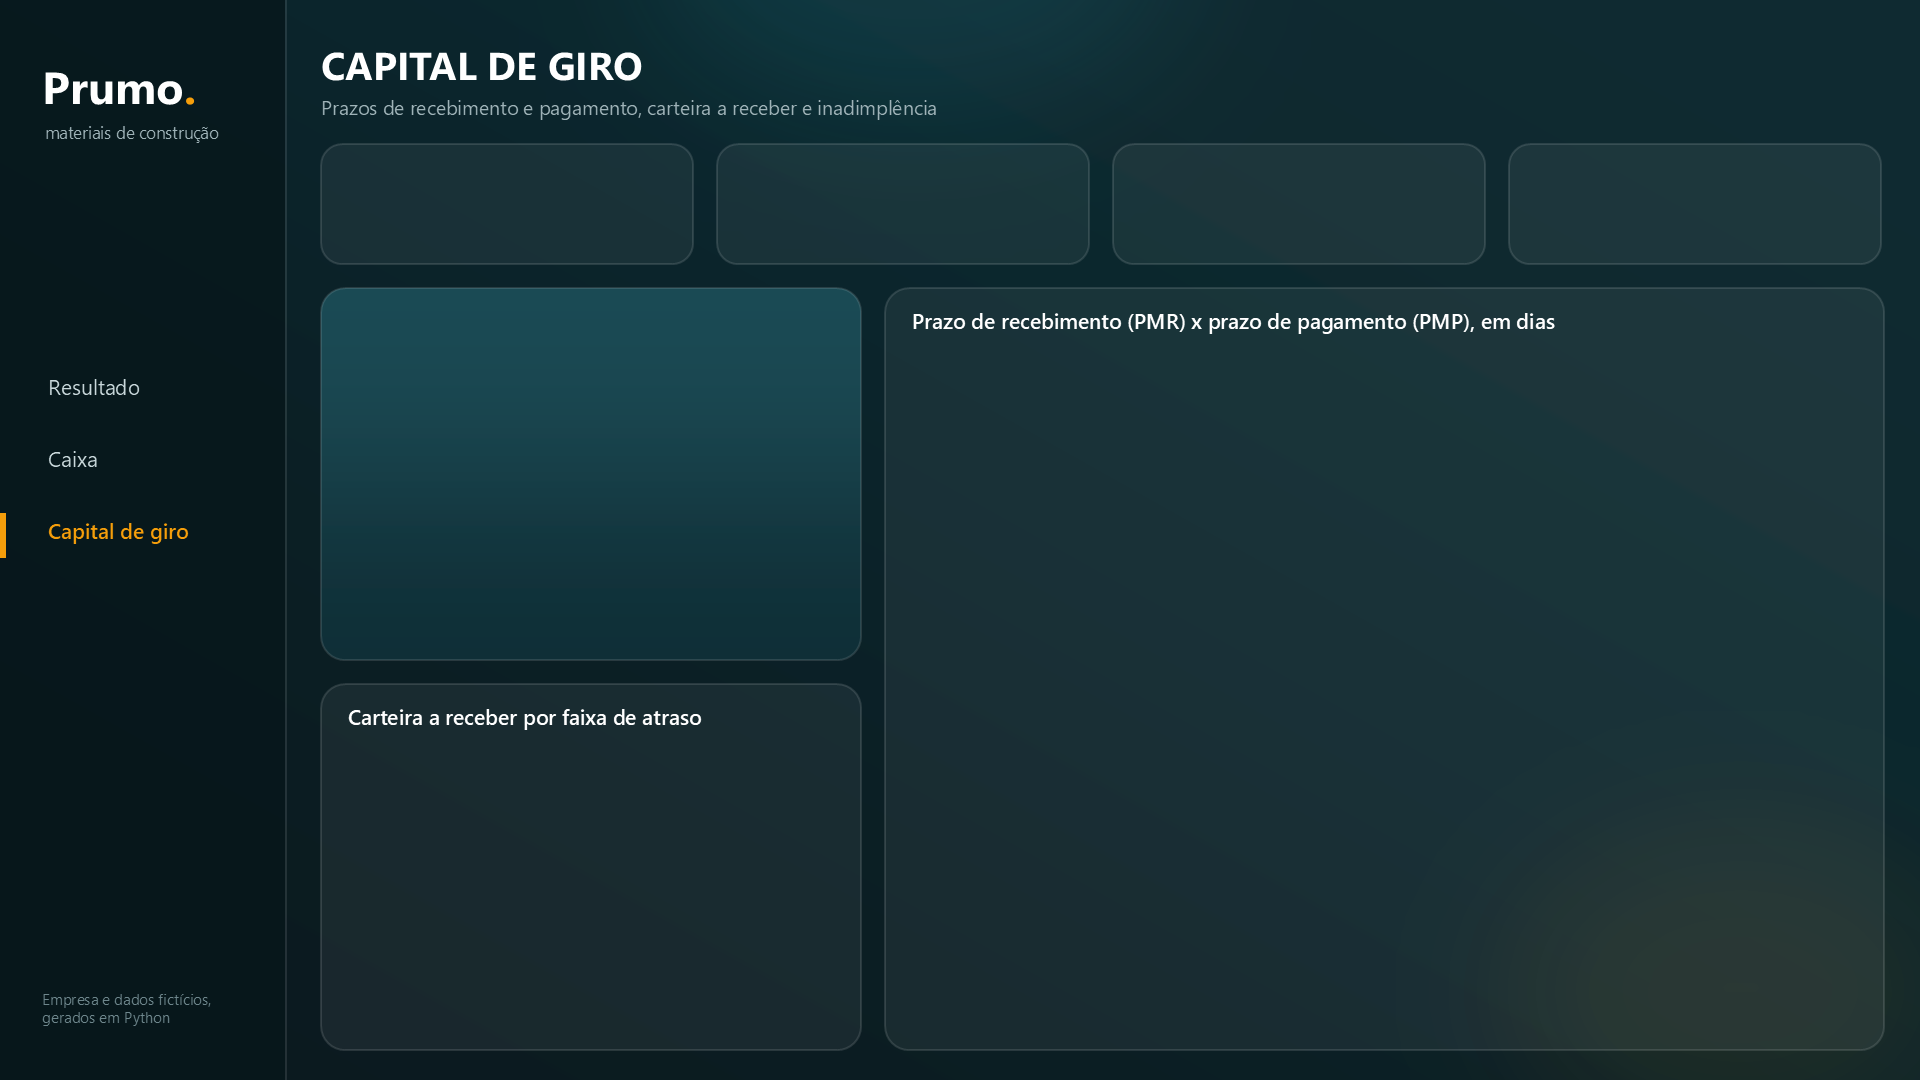 Prumo.
materiais de construção
Resultado
Caixa
Capital de giro
Empresa e dados fictícios,
gerados em Python
CAPITAL DE GIRO
Prazos de recebimento e pagamento, carteira a receber e inadimplência
Prazo de recebimento (PMR) x prazo de pagamento (PMP), em dias
Carteira a receber por faixa de atraso